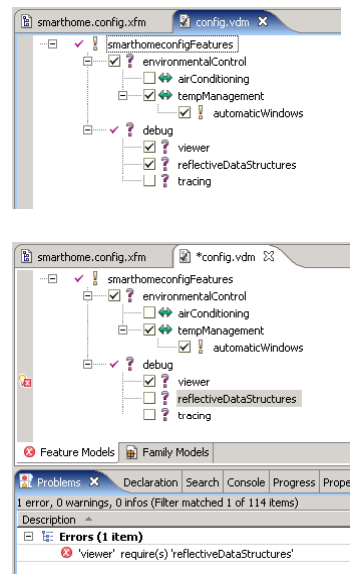 smarthome.config.xfm config.vdm
smarthomeconfigFeatures
environmentalControl
airConditioning
tempManagement
automaticWindows
debug
viewer
reflectiveDataStructures
tracing
smarthome.config.xfm *config.vdm
smarthomeconfigFeatures
environmentalControl
airConditioning
tempManagement
automaticWindows
debug
viewer
reflectiveDataStructures
tracing
Feature Models Family Models
Problems Declaration Search Console Progress Prope
1 error, 0 warnings, 0 infos (Filter matched 1 of 114 items)
Description
Errors (1 item)
'viewer' require(s) 'reflectiveDataStructures'